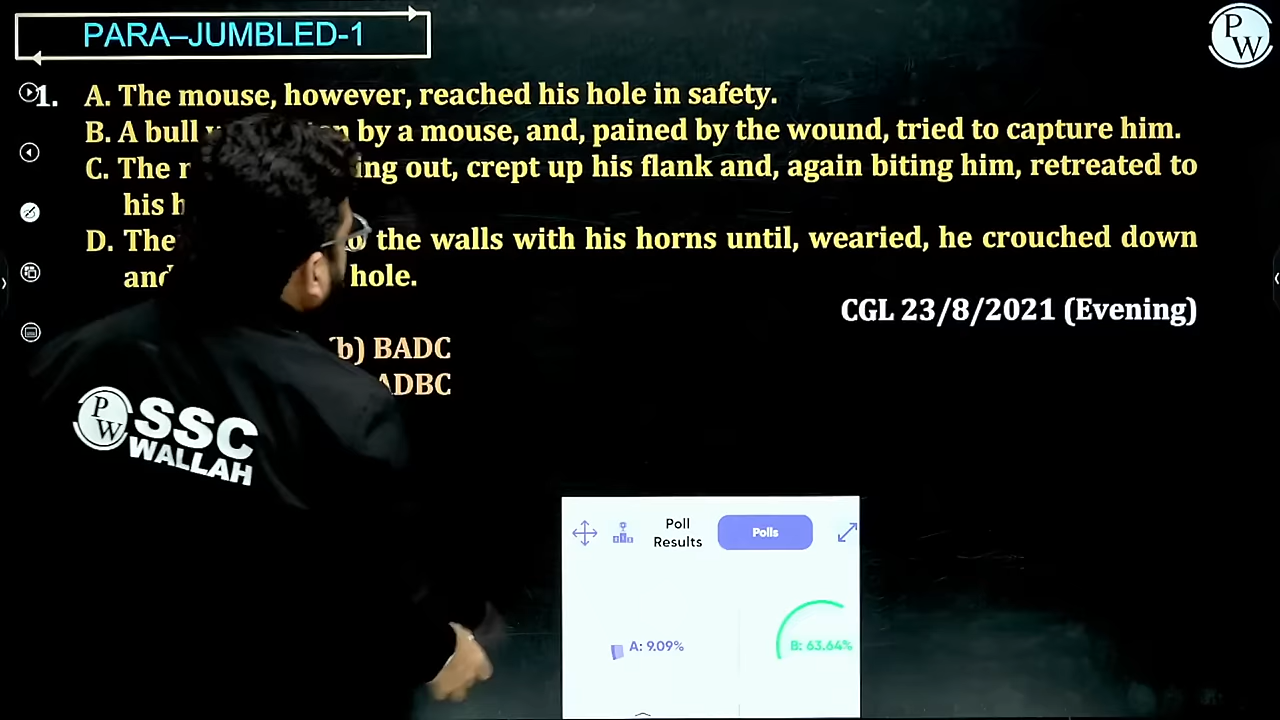 PARA–JUMBLED-1
PW
1. A. The mouse, however, reached his hole in safety.
B. A bull by a mouse, and, pained by the wound, tried to capture him.
C. The out, crept up his flank and, again biting him, retreated to
his
D. The the walls with his horns until, wearied, he crouched down
and hole.
CGL 23/8/2021 (Evening)
(b) BADC
ADBC
PW SSC
WALLAH
Poll
Results
Polls
A: 9.09%
B: 63.64%